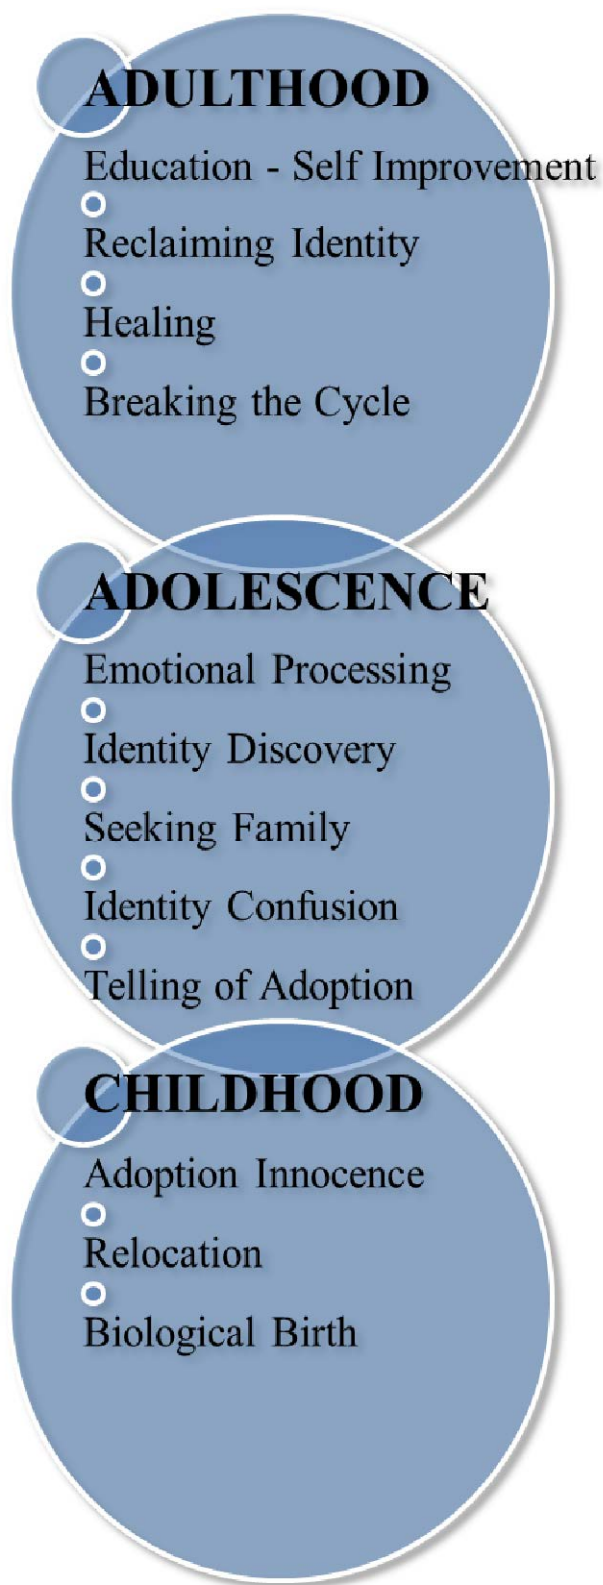 ADULTHOOD
Education - Self Improvement
Reclaiming Identity
Healing
Breaking the Cycle
ADOLESCENCE
Emotional Processing
Identity Discovery
Seeking Family
Identity Confusion
Telling of Adoption
CHILDHOOD
Adoption Innocence
Relocation
Biological Birth